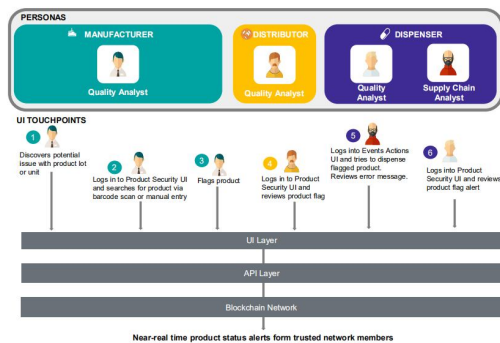 PERSONAS
MANUFACTURER
DISTRIBUTOR
DISPENSER
Quality Analyst
Quality Analyst
Quality
Analyst
Supply Chain
Analyst
UI TOUCHPOINTS
1
Discovers potential
issue with product lot
or unit
2
Logs in to Product Security UI
and searches for product via
barcode scan or manual entry
3
Flags product
4
Logs in to Product
Security UI and
reviews product flag
5
Logs into Events Actions
UI and tries to dispense
flagged product.
Reviews error message.
6
Logs into Product
Security UI and reviews
product flag alert
UI Layer
API Layer
Blockchain Network
Near-real time product status alerts form trusted network members